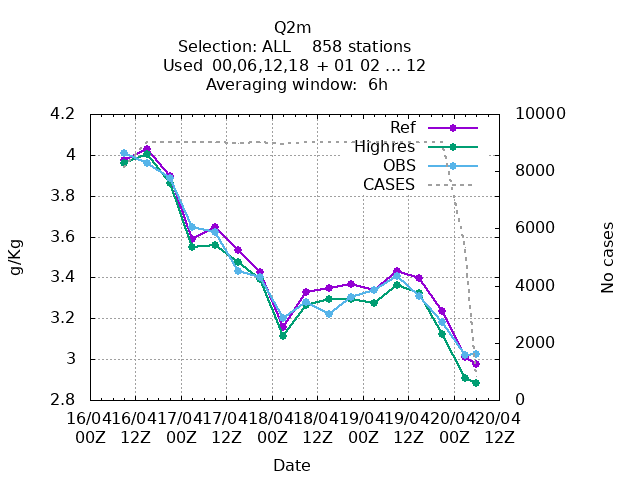 Q2m
Selection: ALL    858 stations
Used  00,06,12,18  + 01 02 ... 12
Averaging window:  6h
4.2
4
3.8
3.6
3.4
3.2
3
2.8
g/Kg
10000
8000
6000
4000
2000
0
No cases
Ref
Highres
OBS
CASES
16/04 16/04 17/04 17/04 18/04 18/04 19/04 19/04 20/04 20/04
00Z 12Z 00Z 12Z 00Z 12Z 00Z 12Z 00Z 12Z
Date